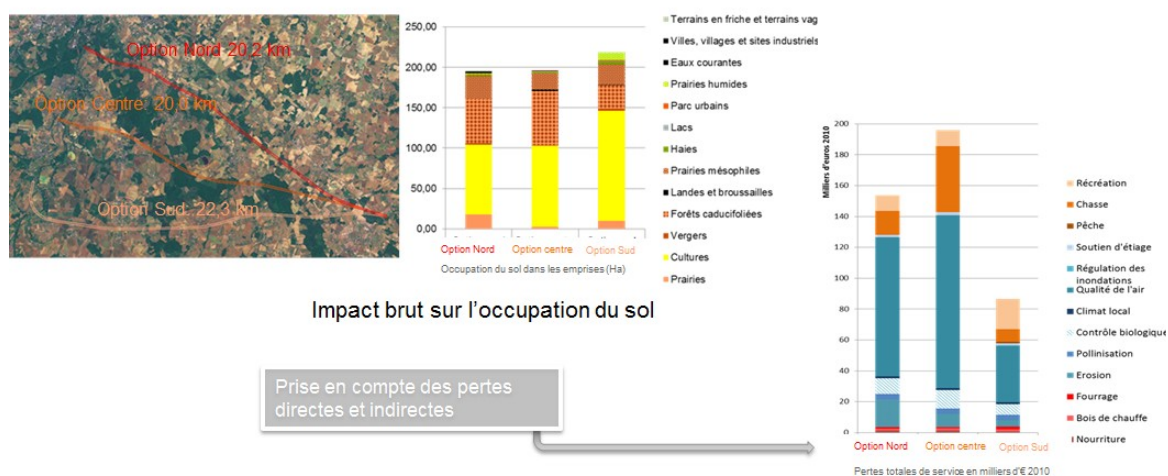 Option Nord 20,2 km
Option Centre: 20,6 km
Option Sud: 22,3 km
250,00
200,00
150,00
100,00
50,00
0,00
Option Nord
Option centre
Option Sud
Occupation du sol dans les emprises (Ha)
Terrains en friche et terrains vag
Villes, villages et sites industriels
Eaux courantes
Prairies humides
Parc urbains
Lacs
Haies
Prairies mésophiles
Landes et broussailles
Forêts caducifoliées
Vergers
Cultures
Prairies
Impact brut sur l'occupation du sol
Prise en compte des pertes
directes et indirectes
Milliers d'euros 2010
200
180
160
140
120
100
80
60
40
20
0
Option Nord
Option centre
Option Sud
Pertes totales de service en milliers d'€ 2010
Récréation
Chasse
Pêche
Soutien d'étiage
Régulation des
inondations
Qualité de l'air
Climat local
Contrôle biologique
Pollinisation
Erosion
Fourrage
Bois de chauffe
Nourriture